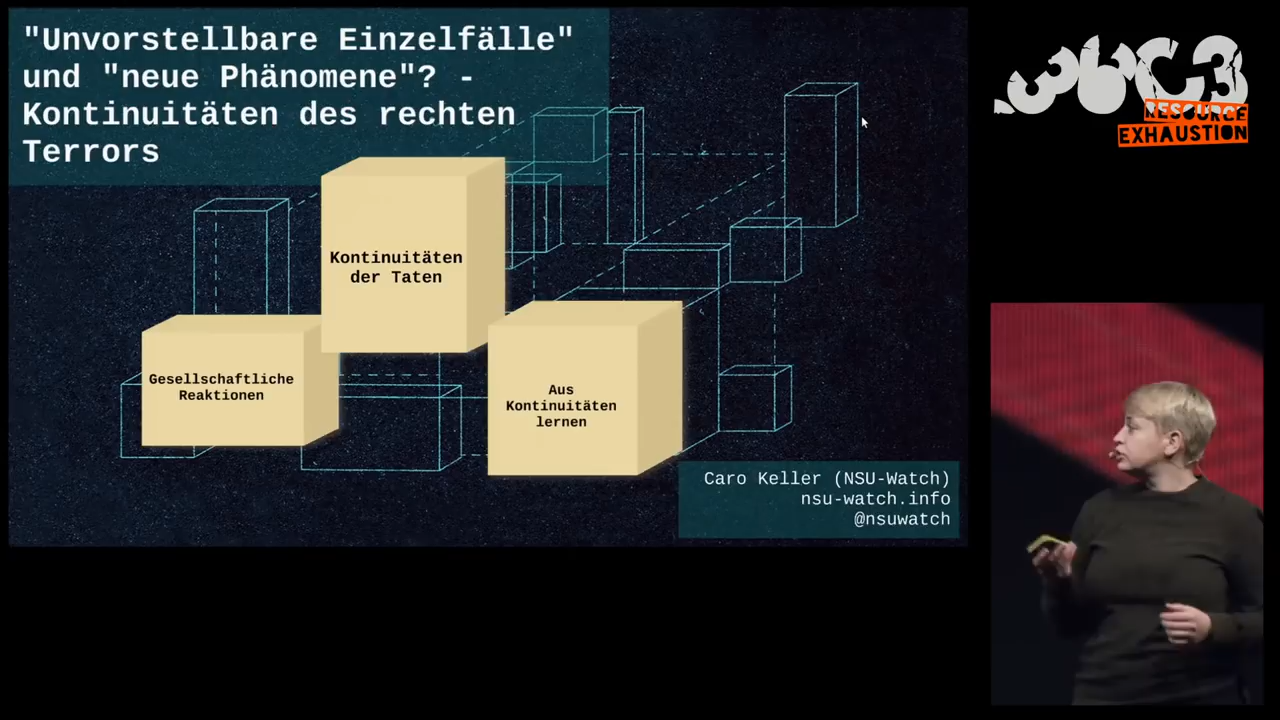 "Unvorstellbare Einzelfälle"
und "neue Phänomene"? -
Kontinuitäten des rechten
Terrors
Kontinuitäten
der Taten
Gesellschaftliche
Reaktionen
Aus
Kontinuitäten
lernen
Caro Keller (NSU-Watch)
nsu-watch.info
@nsuwatch
36C3
RESOURCE
EXHAUSTION